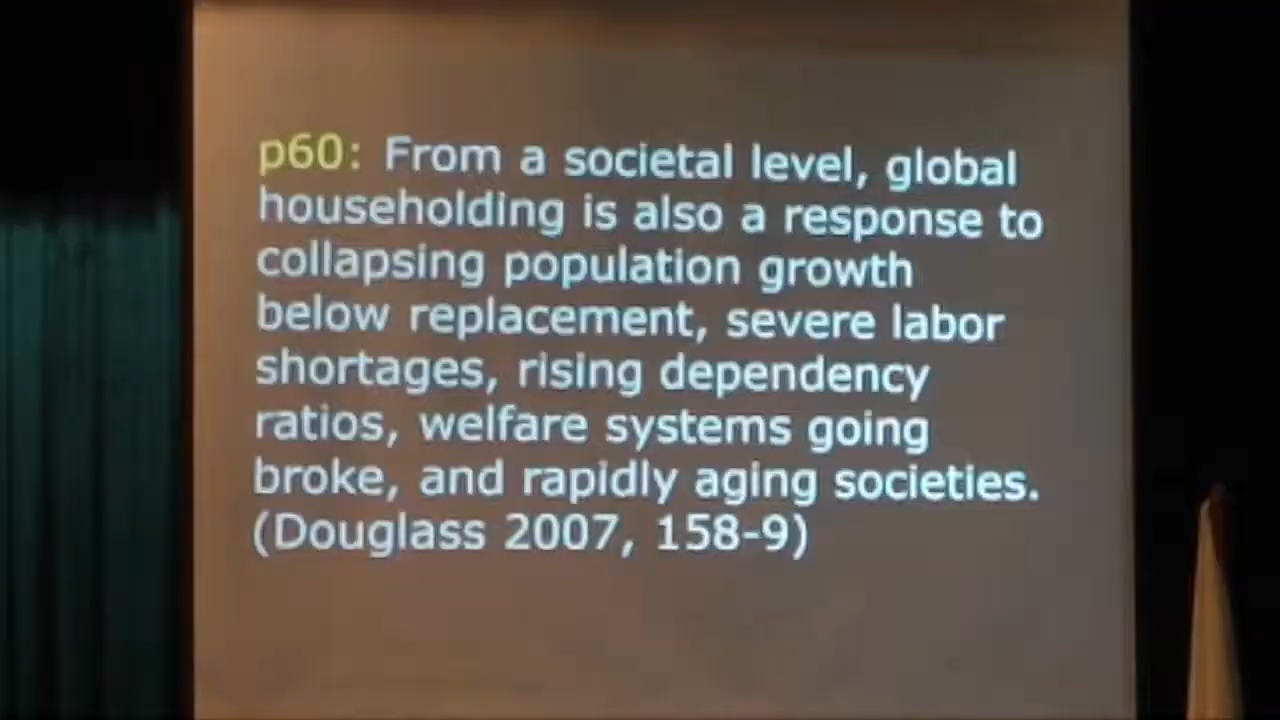 p60: From a societal level, global
householding is also a response to
collapsing population growth
below replacement, severe labor
shortages, rising dependency
ratios, welfare systems going
broke, and rapidly aging societies.
(Douglass 2007, 158-9)